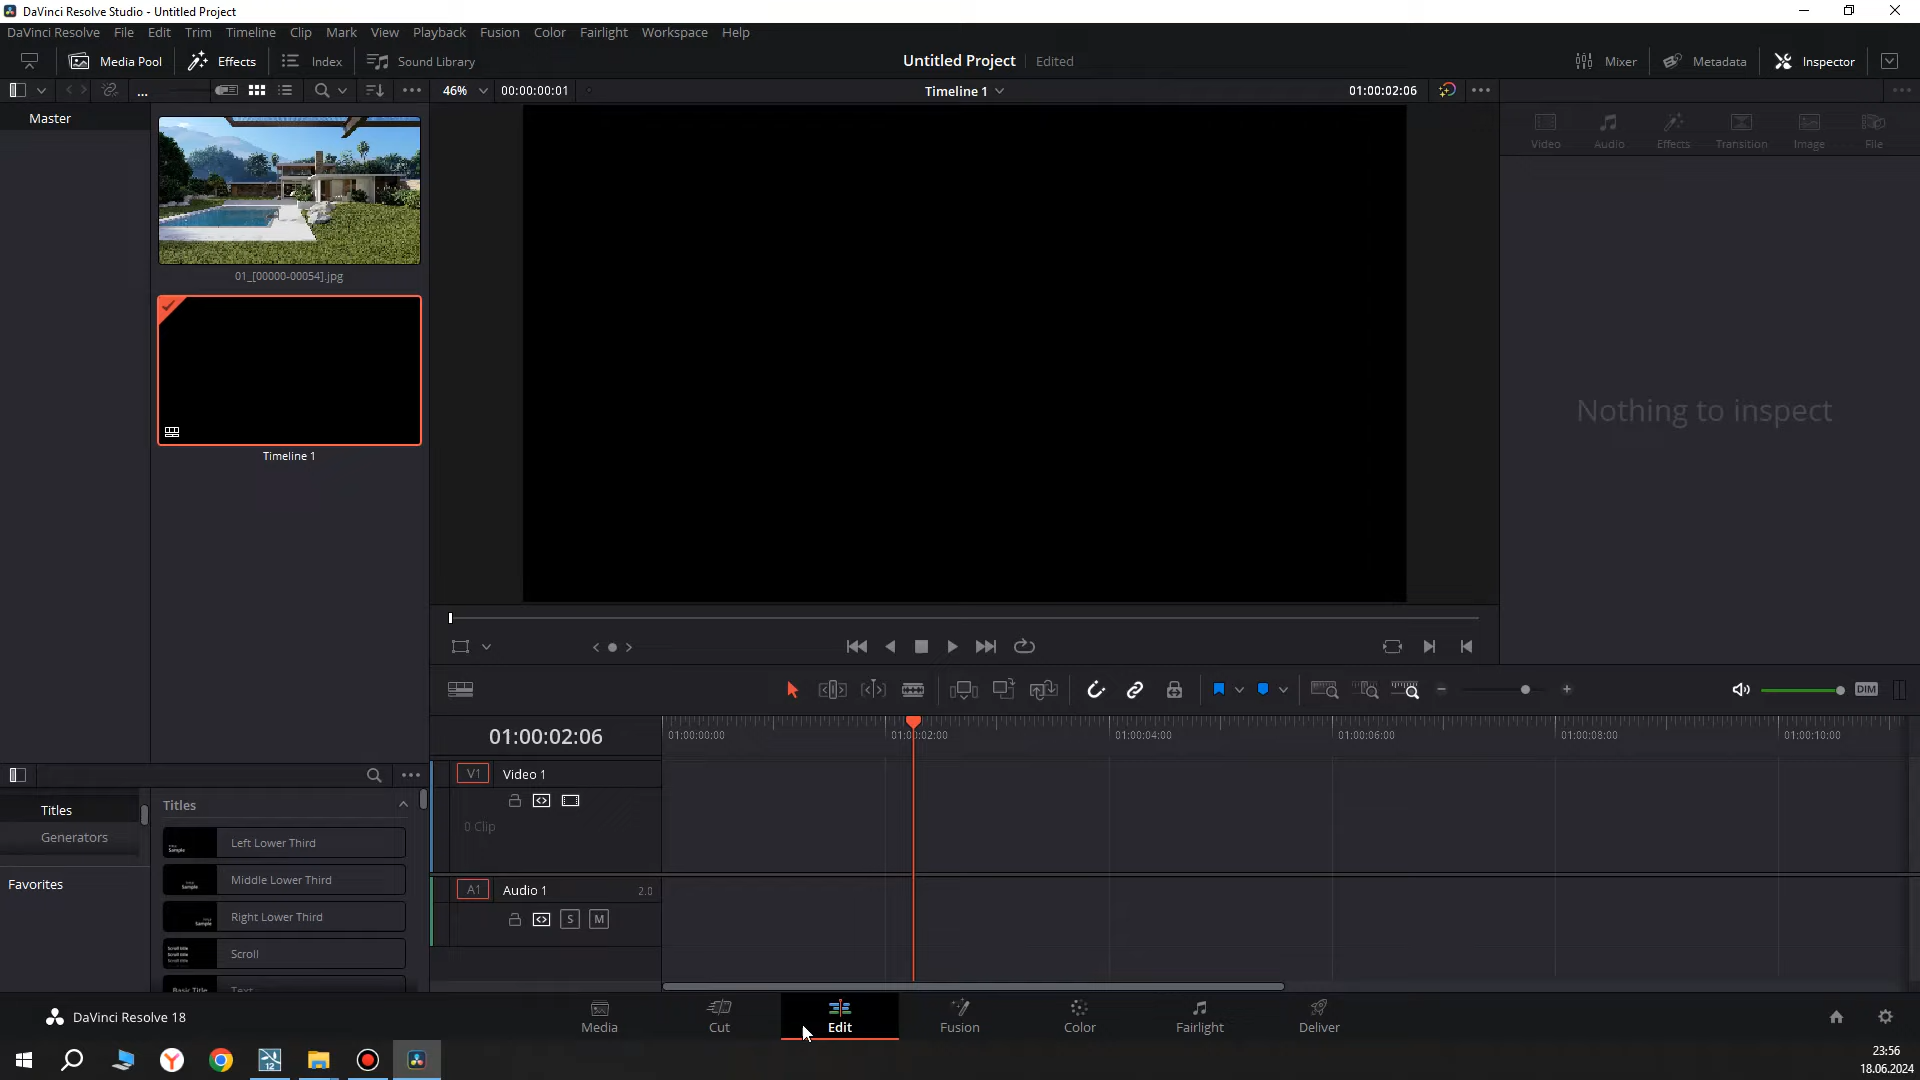 DaVinci Resolve Studio - Untitled Project
DaVinci Resolve File Edit Trim Timeline Clip Mark View Playback Fusion Color Fairlight Workspace Help
Media Pool Effects Index Sound Library Untitled Project Edited Mixer Metadata Inspector
... 46% 00:00:00:01 Timeline 1 01:00:02:06
Master
Video Audio Effects Transition Image File
01_[00000-00054].jpg
Nothing to inspect
Timeline 1
DIM
01:00:02:06
01:00:00:00 01:00:02:00 01:00:04:00 01:00:06:00 01:00:08:00 01:00:10:00
V1 Video 1
0 Clip
A1 Audio 1 2.0
S M
Titles
Generators
Favorites
Titles
Left Lower Third
Middle Lower Third
Right Lower Third
Scroll
Text
DaVinci Resolve 18
Media Cut Edit Fusion Color Fairlight Deliver
12
23:56
18.06.2024